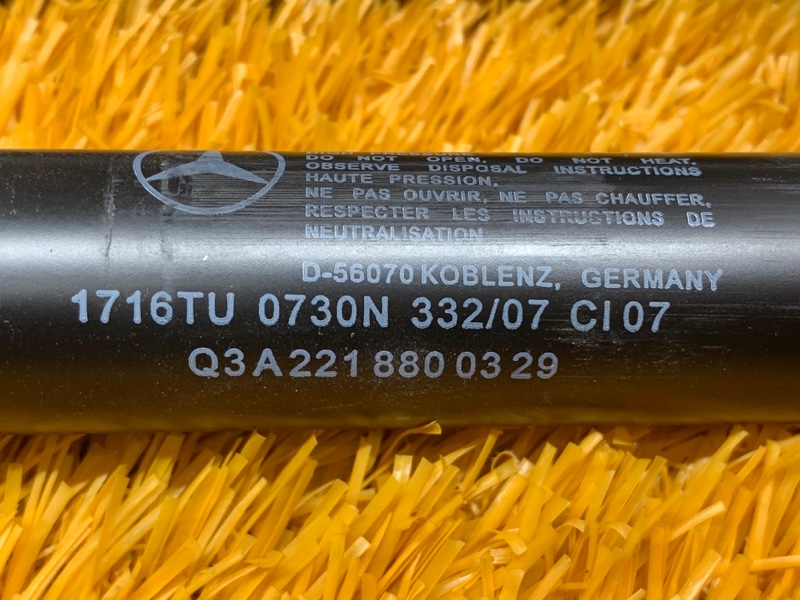 DO NOT OPEN, DO NOT HEAT.
OBSERVE DISPOSAL INSTRUCTIONS
HAUTE PRESSION,
NE PAS OUVRIR, NE PAS CHAUFFER,
RESPECTER LES INSTRUCTIONS DE
NEUTRALISATION
D-56070 KOBLENZ, GERMANY
1716TU 0730N 332/07 CI 07
Q3 A 221 880 03 29